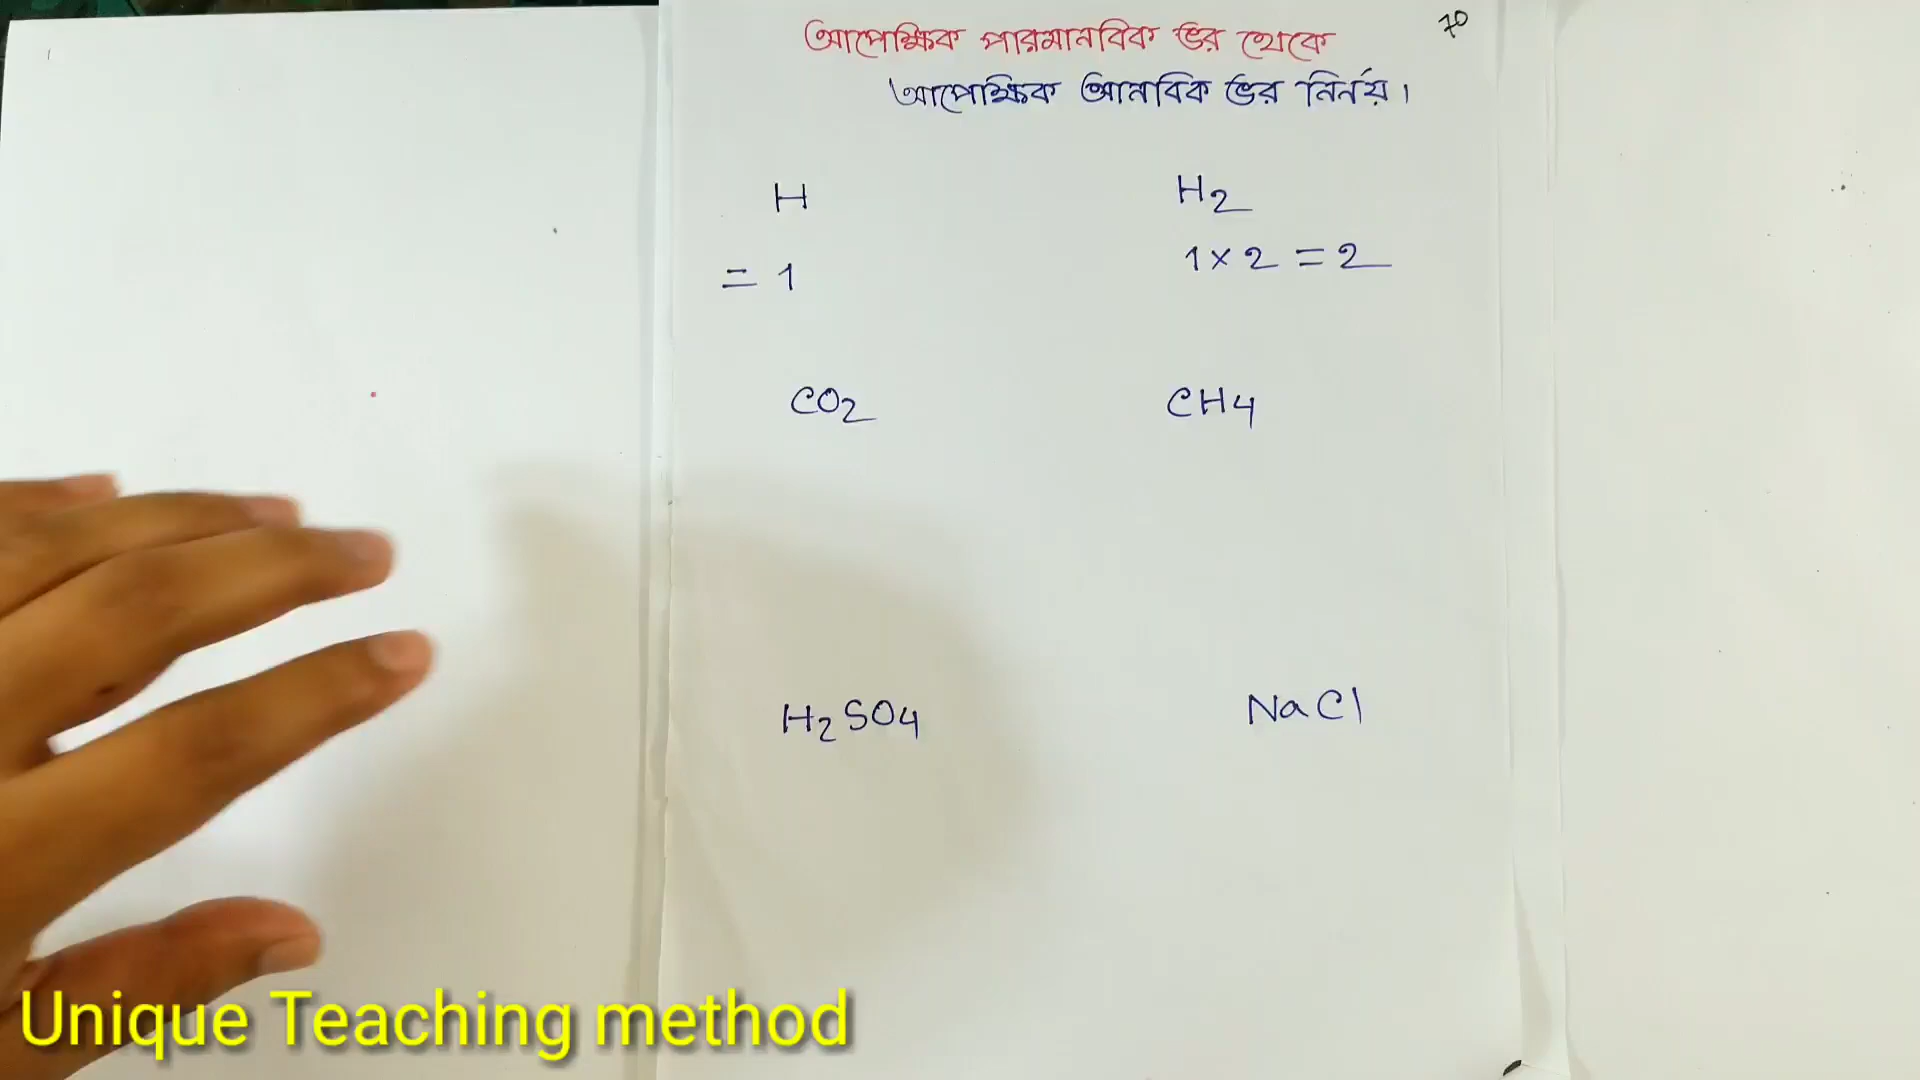 70
আপেক্ষিক পারমানবিক ভর থেকে
আপেক্ষিক আনবিক ভর নির্নয়।
H H2
= 1 1 × 2 = 2
CO2 CH4
H2SO4 NaCl
Unique Teaching method